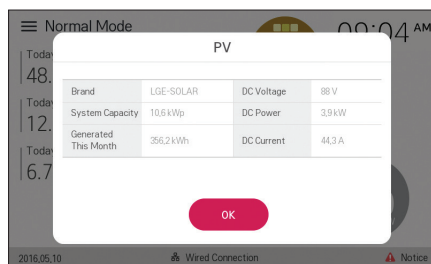 Normal Mode
09:04 AM
PV
Today
48.
Today
12.
Today
6.7
Brand LGE-SOLAR DC Voltage 88 V
System Capacity 10,6 kWp DC Power 3,9 kW
Generated
This Month 356,2 kWh DC Current 44,3 A
OK
2016,05,10 Wired Connection Notice